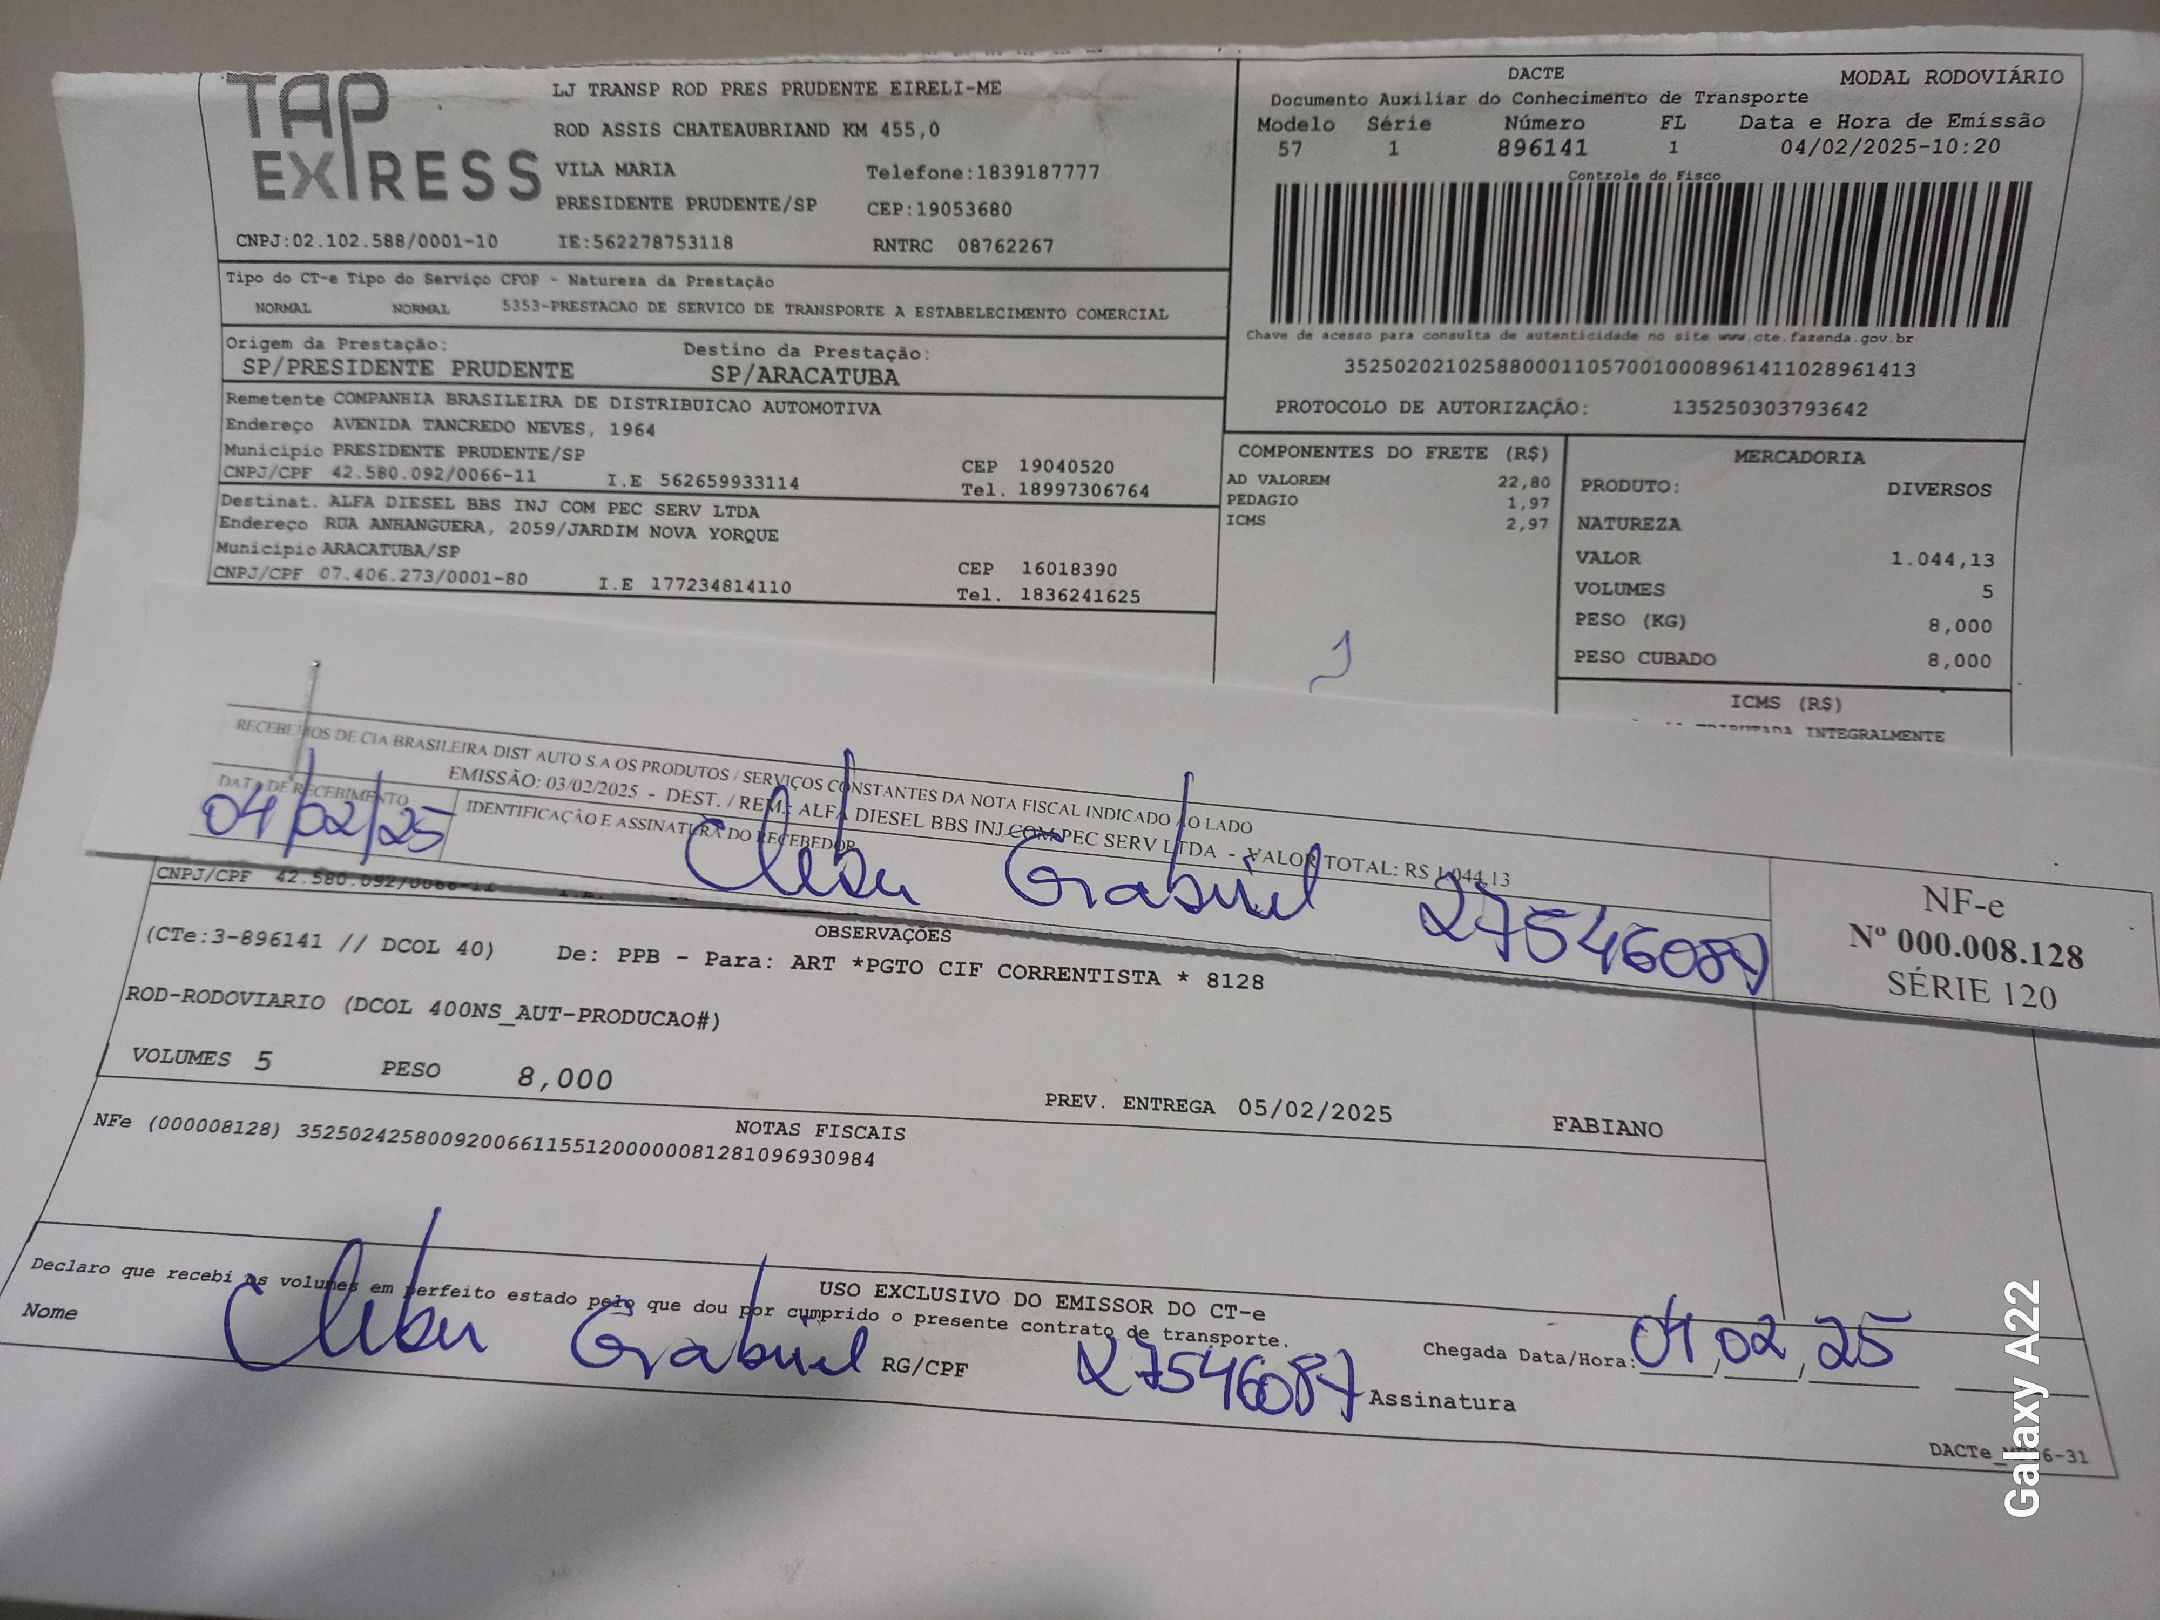 TAP EXPRESS
LJ TRANSP ROD PRES PRUDENTE EIRELI-ME
ROD ASSIS CHATEAUBRIAND KM 455,0
VILA MARIA Telefone:1839187777
PRESIDENTE PRUDENTE/SP CEP:19053680
CNPJ:02.102.588/0001-10 IE:562278753118 RNTRC 08762267
DACTE MODAL RODOVIÁRIO
Documento Auxiliar do Conhecimento de Transporte
Modelo Série Número FL Data e Hora de Emissão
57 1 896141 1 04/02/2025-10:20
Controle do Fisco
Chave de acesso para consulta de autenticidade no site www.cte.fazenda.gov.br
35250202102588000110570010008961411028961413
PROTOCOLO DE AUTORIZAÇÃO: 135250303793642
Tipo do CT-e Tipo do Serviço CFOP - Natureza da Prestação
NORMAL NORMAL 5353-PRESTACAO DE SERVICO DE TRANSPORTE A ESTABELECIMENTO COMERCIAL
Origem da Prestação: Destino da Prestação:
SP/PRESIDENTE PRUDENTE SP/ARACATUBA
Remetente COMPANHIA BRASILEIRA DE DISTRIBUICAO AUTOMOTIVA
Endereço AVENIDA TANCREDO NEVES, 1964
Municipio PRESIDENTE PRUDENTE/SP CEP 19040520
CNPJ/CPF 42.580.092/0066-11 I.E 562659933114 Tel. 18997306764
Destinat. ALFA DIESEL BBS INJ COM PEC SERV LTDA
Endereço RUA ANHANGUERA, 2059/JARDIM NOVA YORQUE
Municipio ARACATUBA/SP CEP 16018390
CNPJ/CPF 07.406.273/0001-80 I.E 177234814110 Tel. 1836241625
COMPONENTES DO FRETE (R$)
AD VALOREM 22,80
PEDAGIO 1,97
ICMS 2,97
MERCADORIA
PRODUTO: DIVERSOS
NATUREZA
VALOR 1.044,13
VOLUMES 5
PESO (KG) 8,000
PESO CUBADO 8,000
ICMS (R$)
TRIBUTADA INTEGRALMENTE
RECEBEMOS DE CIA BRASILEIRA DIST AUTO S.A OS PRODUTOS / SERVIÇOS CONSTANTES DA NOTA FISCAL INDICADO AO LADO
EMISSÃO: 03/02/2025 - DEST. / REM.: ALFA DIESEL BBS INJ COM PEC SERV LTDA - VALOR TOTAL: R$ 1.044,13
DATA DE RECEBIMENTO IDENTIFICAÇÃO E ASSINATURA DO RECEBEDOR
04/02/25 Cleber Gabriel 27546087
NF-e
Nº 000.008.128
SÉRIE 120
CNPJ/CPF 42.580.092/0066-11
OBSERVAÇÕES
(CTe:3-896141 // DCOL 40) De: PPB - Para: ART *PGTO CIF CORRENTISTA * 8128
ROD-RODOVIARIO (DCOL 400NS_AUT-PRODUCAO#)
VOLUMES 5 PESO 8,000 PREV. ENTREGA 05/02/2025 FABIANO
NOTAS FISCAIS
NFe (000008128) 35250242580092006611551200000081281096930984
USO EXCLUSIVO DO EMISSOR DO CT-e
Declaro que recebi os volumes em perfeito estado pelo que dou por cumprido o presente contrato de transporte.
Nome Cleber Gabriel RG/CPF 27546087 Assinatura Chegada Data/Hora: 04,02,25
Galaxy A22